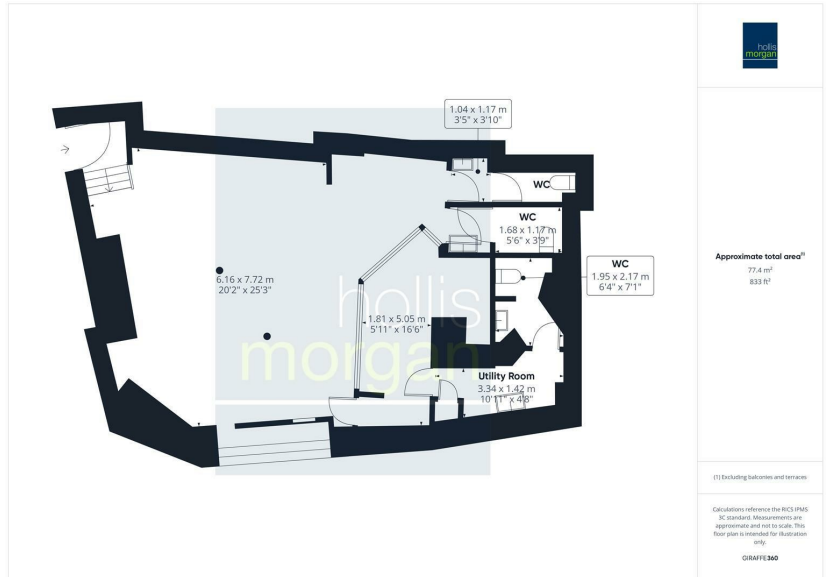 1.04 x 1.17 m
3'5" x 3'10"
WC
WC
1.68 x 1.17 m
5'6" x 3'9"
WC
1.95 x 2.17 m
6'4" x 7'1"
6.16 x 7.72 m
20'2" x 25'3"
1.81 x 5.05 m
5'11" x 16'6"
hollis
morgan
Utility Room
3.34 x 1.42 m
10'11" x 4'8"
hollis
morgan
Approximate total area(1)
77.4 m²
833 ft²
(1) Excluding balconies and terraces
Calculations reference the RICS IPMS
3C standard. Measurements are
approximate and not to scale. This
floor plan is intended for illustration
only.
GIRAFFE360